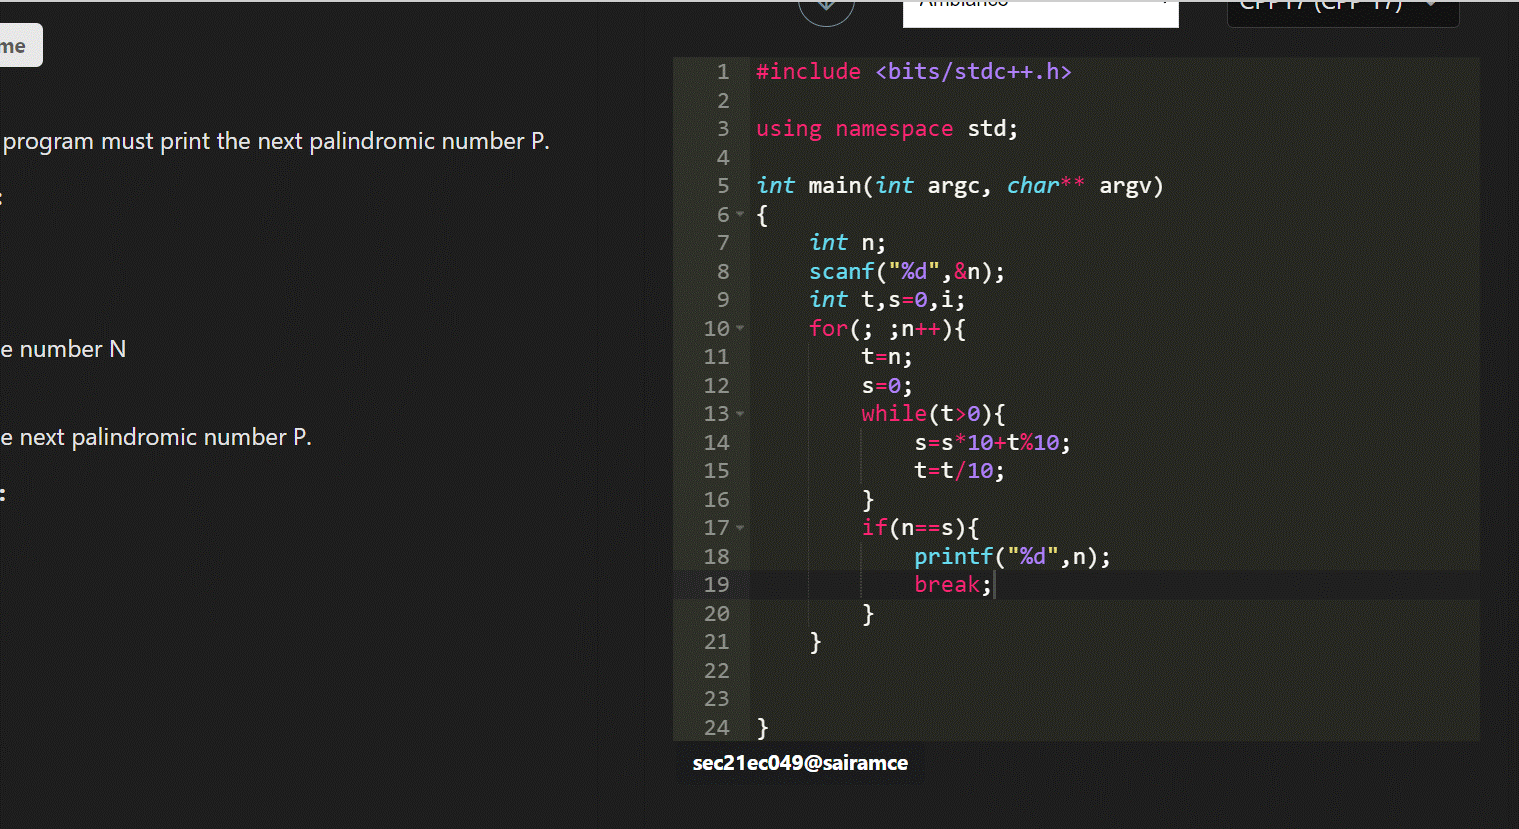 me
program must print the next palindromic number P.
:
e number N
e next palindromic number P.
:
CPP17 (CPP 17)
1 #include <bits/stdc++.h>
2
3 using namespace std;
4
5 int main(int argc, char** argv)
6 {
7 int n;
8 scanf("%d",&n);
9 int t,s=0,i;
10 for(; ;n++){
11 t=n;
12 s=0;
13 while(t>0){
14 s=s*10+t%10;
15 t=t/10;
16 }
17 if(n==s){
18 printf("%d",n);
19 break;
20 }
21 }
22
23
24 }
sec21ec049@sairamce